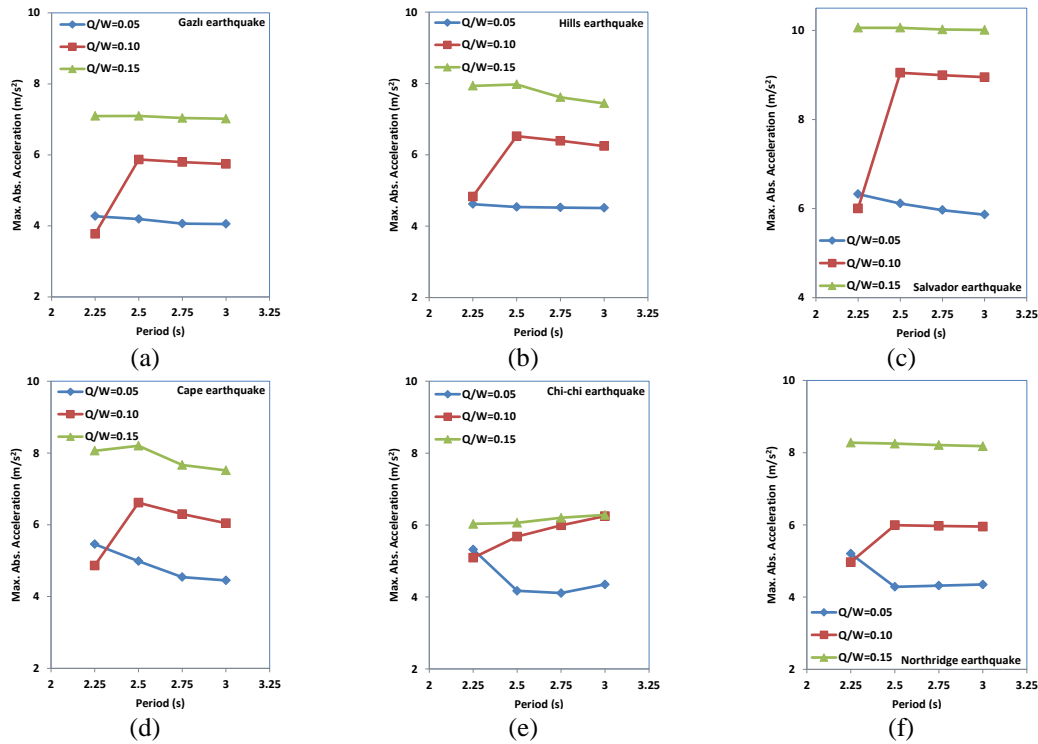 Gazlı earthquake
Q/W=0.05
Q/W=0.10
Q/W=0.15
Max. Abs. Acceleration (m/s²)
10
8
6
4
2
2 2.25 2.5 2.75 3 3.25
Period (s)
(a)
Hills earthquake
Q/W=0.05
Q/W=0.10
Q/W=0.15
Max. Abs. Acceleration (m/s²)
10
8
6
4
2
2 2.25 2.5 2.75 3 3.25
Period (s)
(b)
Max. Abs. Acceleration (m/s²)
10
8
6
4
Q/W=0.05
Q/W=0.10
Q/W=0.15
Salvador earthquake
2 2.25 2.5 2.75 3 3.25
Period (s)
(c)
Cape earthquake
Q/W=0.05
Q/W=0.10
Q/W=0.15
Max. Abs. Acceleration (m/s²)
10
8
6
4
2
2 2.25 2.5 2.75 3 3.25
Period (s)
(d)
Chi-chi earthquake
Q/W=0.05
Q/W=0.10
Q/W=0.15
Max. Abs. Acceleration (m/s²)
10
8
6
4
2
2 2.25 2.5 2.75 3 3.25
Period (s)
(e)
Max. Abs. Acceleration (m/s²)
10
8
6
4
2
Q/W=0.05
Q/W=0.10
Q/W=0.15
Northridge earthquake
2 2.25 2.5 2.75 3 3.25
Period (s)
(f)